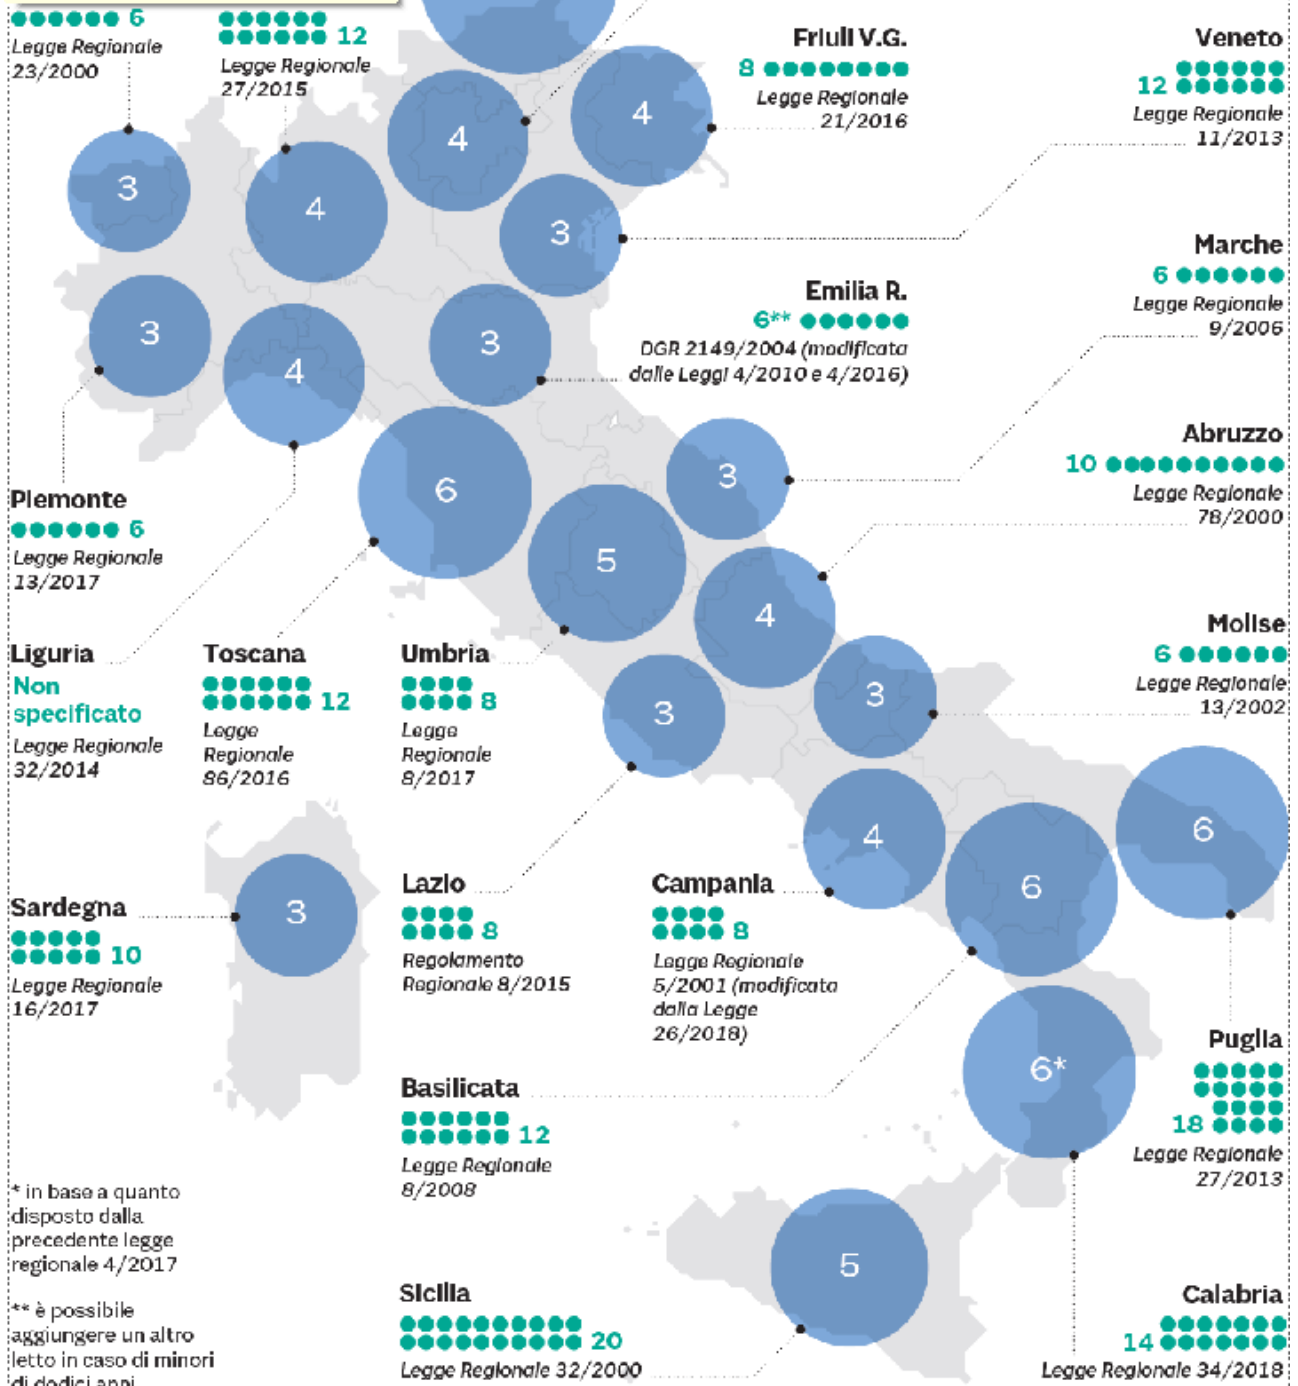 6
Legge Regionale
23/2000
12
Legge Regionale
27/2015
Friuli V.G.
8
Legge Regionale
21/2016
Veneto
12
Legge Regionale
11/2013
4
4
3
4
3
Marche
6
Legge Regionale
9/2006
Emilia R.
6**
DGR 2149/2004 (modificata
dalle Leggi 4/2010 e 4/2016)
3
4
3
Abruzzo
10
Legge Regionale
78/2000
Piemonte
6
Legge Regionale
13/2017
6
3
5
4
Molise
6
Legge Regionale
13/2002
Liguria
Non
specificato
Legge Regionale
32/2014
Toscana
12
Legge
Regionale
86/2016
Umbria
8
Legge
Regionale
8/2017
3
3
4
6
6
Sardegna
10
Legge Regionale
16/2017
3
Lazio
8
Regolamento
Regionale 8/2015
Campania
8
Legge Regionale
5/2001 (modificata
dalla Legge
26/2018)
Basilicata
12
Legge Regionale
8/2008
6*
Puglia
18
Legge Regionale
27/2013
* in base a quanto
disposto dalla
precedente legge
regionale 4/2017
** è possibile
aggiungere un altro
letto in caso di minori
di dodici anni
Sicilia
20
Legge Regionale 32/2000
5
Calabria
14
Legge Regionale 34/2018